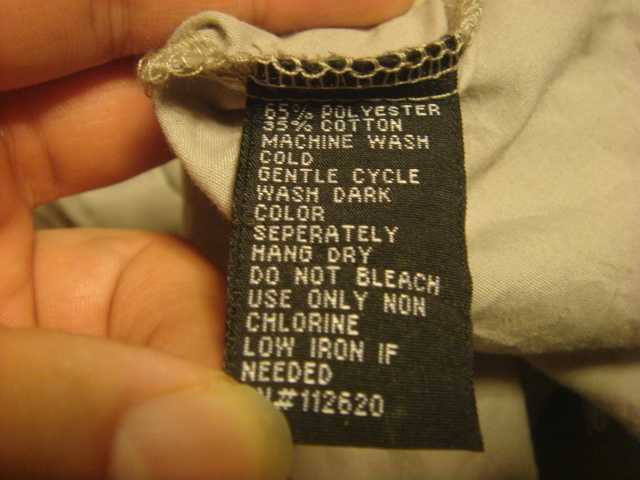 65% POLYESTER
35% COTTON
MACHINE WASH
COLD
GENTLE CYCLE
WASH DARK
COLOR
SEPERATELY
HANG DRY
DO NOT BLEACH
USE ONLY NON
CHLORINE
LOW IRON IF
NEEDED
#112620